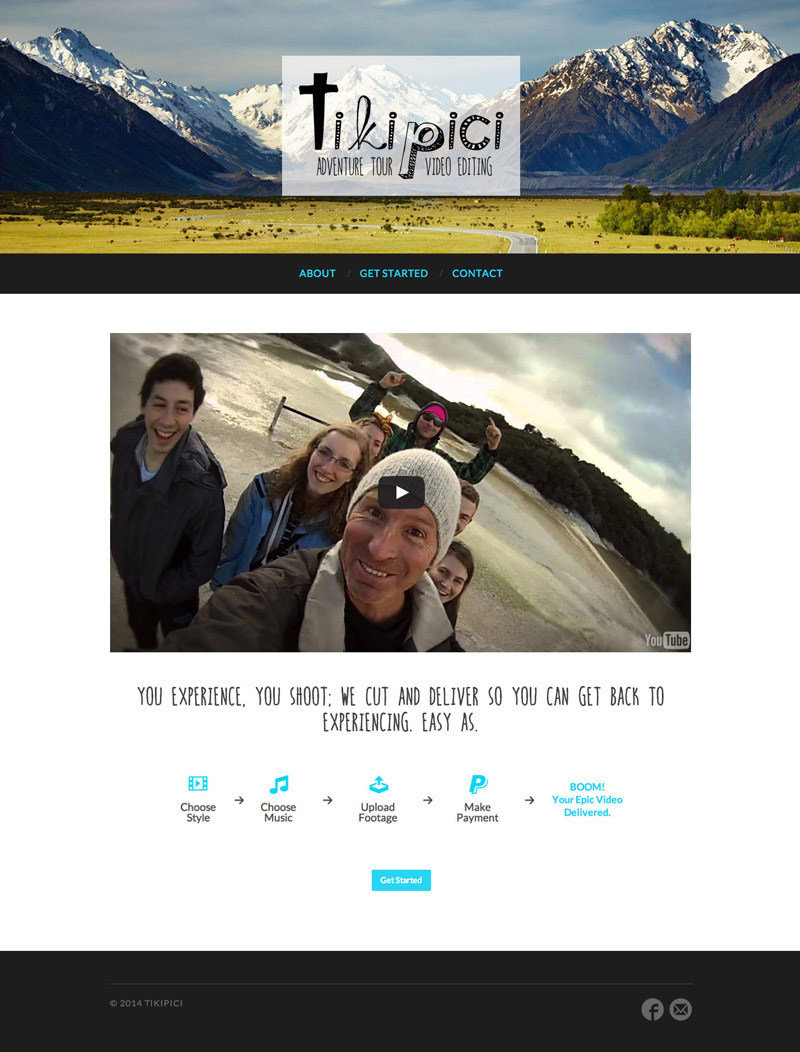 tikipici
ADVENTURE TOUR VIDEO EDITING
ABOUT / GET STARTED / CONTACT
YouTube
YOU EXPERIENCE, YOU SHOOT; WE CUT AND DELIVER SO YOU CAN GET BACK TO
EXPERIENCING. EASY AS.
Choose
Style
Choose
Music
Upload
Footage
Make
Payment
BOOM!
Your Epic Video
Delivered.
Get Started
© 2014 TIKIPICI